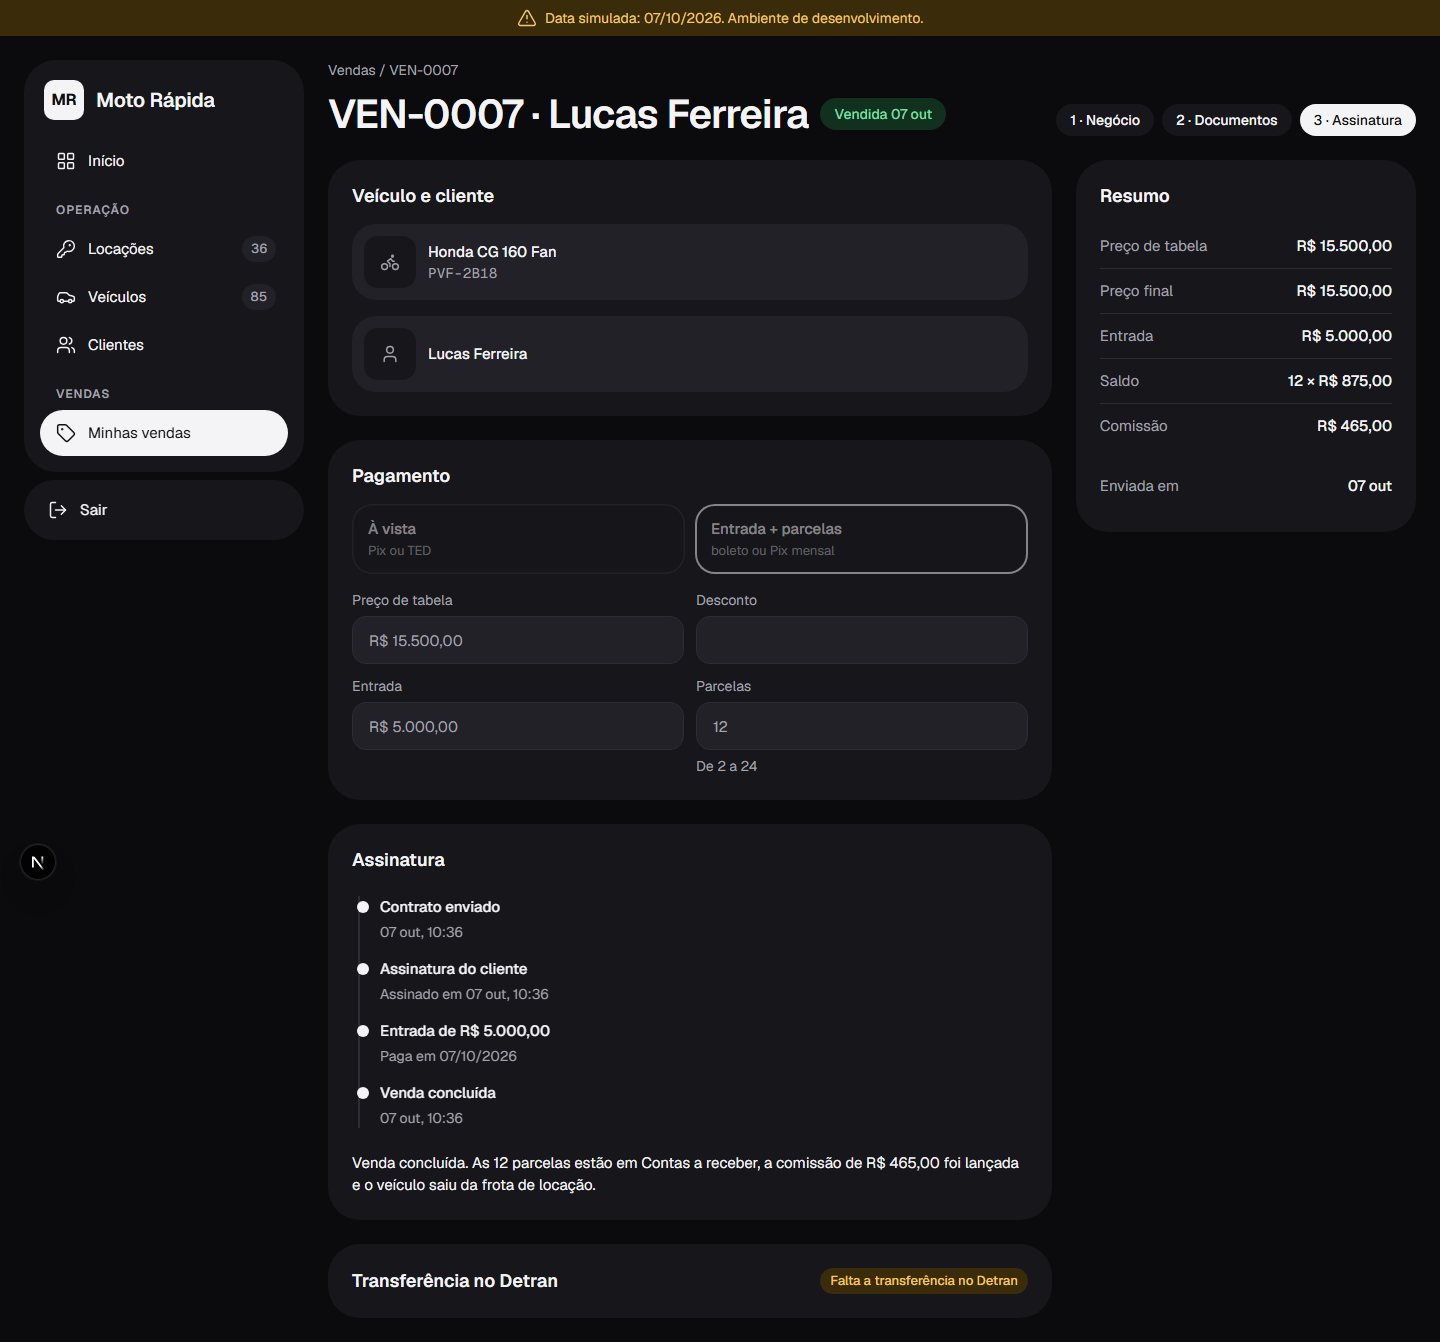 Data simulada: 07/10/2026. Ambiente de desenvolvimento.
MR
Moto Rápida
Início
OPERAÇÃO
Locações 36
Veículos 85
Clientes
VENDAS
Minhas vendas
Sair
N
Vendas / VEN-0007
VEN-0007 · Lucas Ferreira
Vendida 07 out
1 · Negócio
2 · Documentos
3 · Assinatura
Veículo e cliente
Honda CG 160 Fan
PVF-2B18
Lucas Ferreira
Pagamento
À vista
Pix ou TED
Entrada + parcelas
boleto ou Pix mensal
Preço de tabela
R$ 15.500,00
Desconto
Entrada
R$ 5.000,00
Parcelas
12
De 2 a 24
Assinatura
Contrato enviado
07 out, 10:36
Assinatura do cliente
Assinado em 07 out, 10:36
Entrada de R$ 5.000,00
Paga em 07/10/2026
Venda concluída
07 out, 10:36
Venda concluída. As 12 parcelas estão em Contas a receber, a comissão de R$ 465,00 foi lançada
e o veículo saiu da frota de locação.
Transferência no Detran
Falta a transferência no Detran
Resumo
Preço de tabela R$ 15.500,00
Preço final R$ 15.500,00
Entrada R$ 5.000,00
Saldo 12 × R$ 875,00
Comissão R$ 465,00
Enviada em 07 out